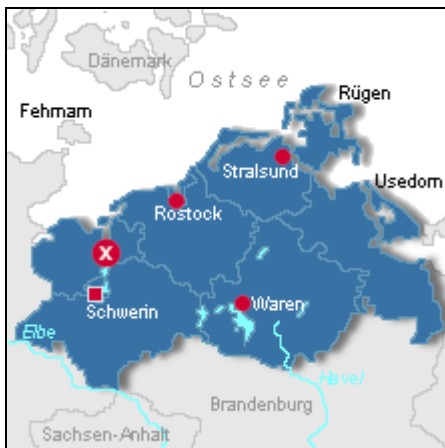 Dänemark
Ostsee
Rügen
Fehmarn
Stralsund
Usedom
Rostock
X
Schwerin
Waren
Elbe
Havel
Brandenburg
Sachsen-Anhalt